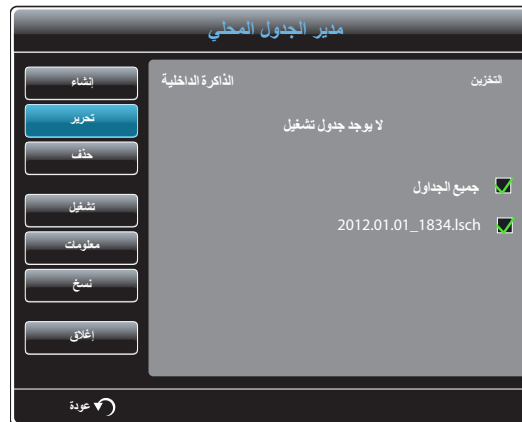 مدير الجدول المحلي
التخزين الذاكرة الداخلية
لا يوجد جدول تشغيل
جميع الجداول
2012.01.01_1834.lsch
إنشاء
تحرير
حذف
تشغيل
معلومات
نسخ
إغلاق
عودة